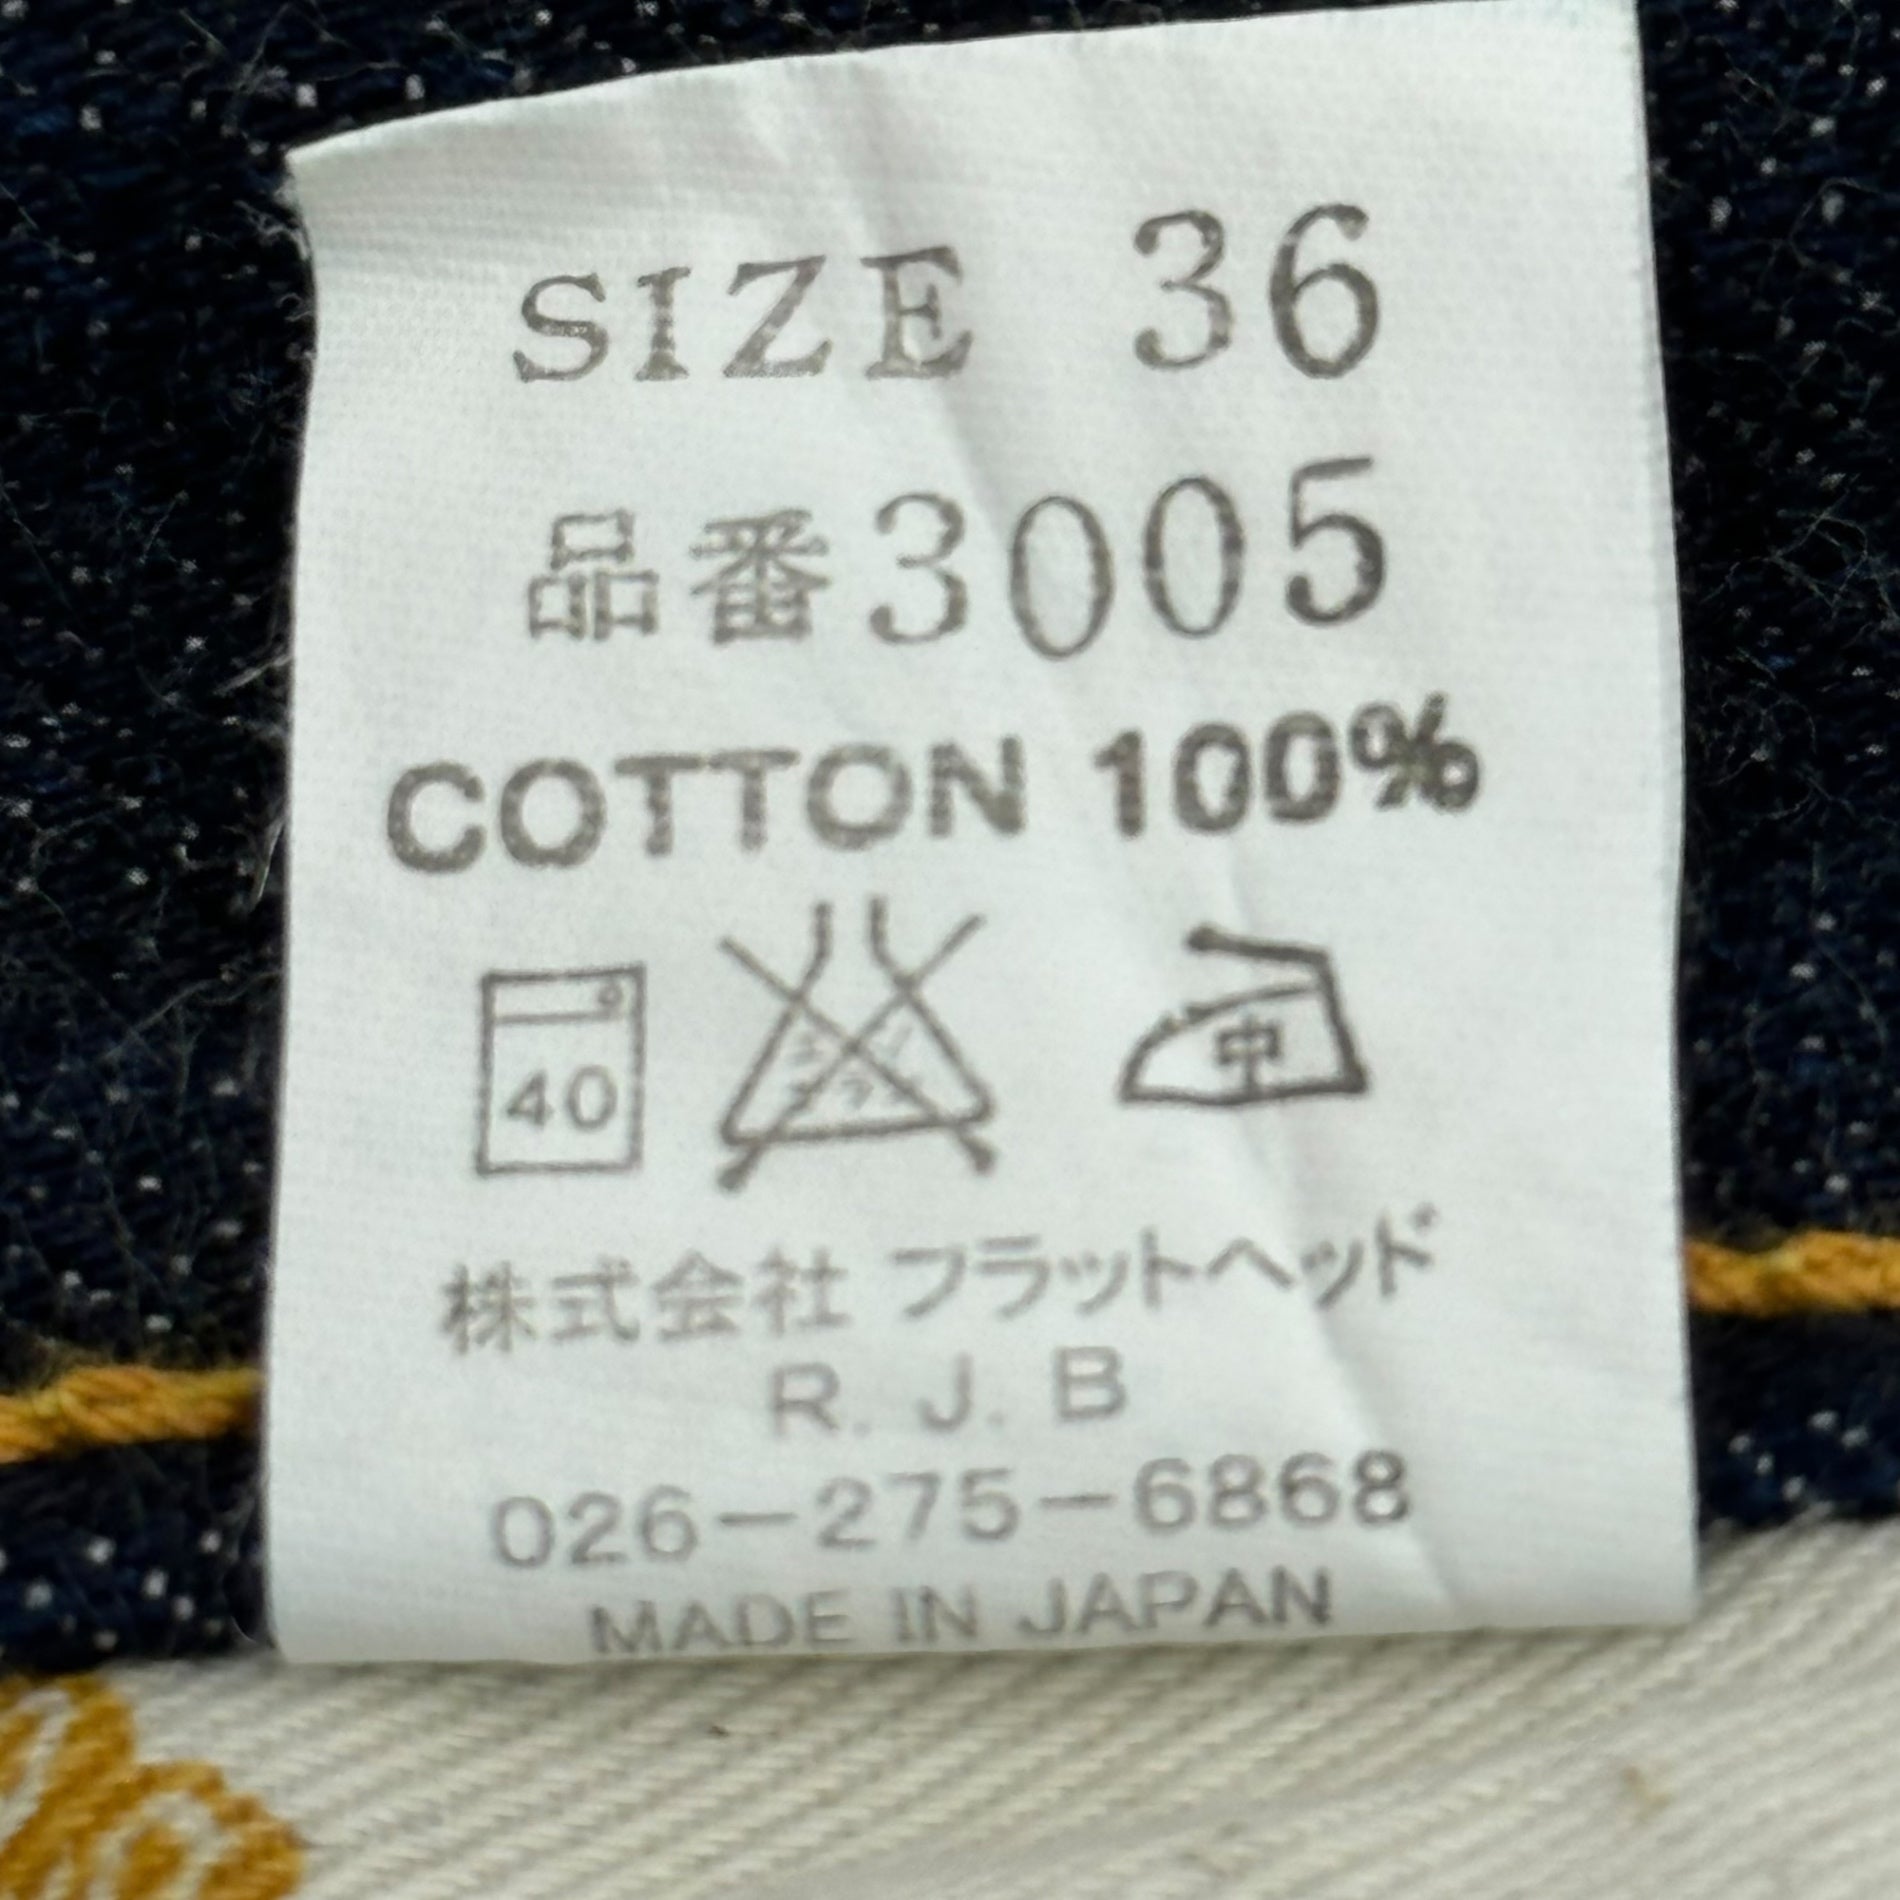 SIZE 36
品番3005
COTTON 100%
40 中
株式会社 フラットヘッド
R. J. B
026-275-6868
MADE IN JAPAN